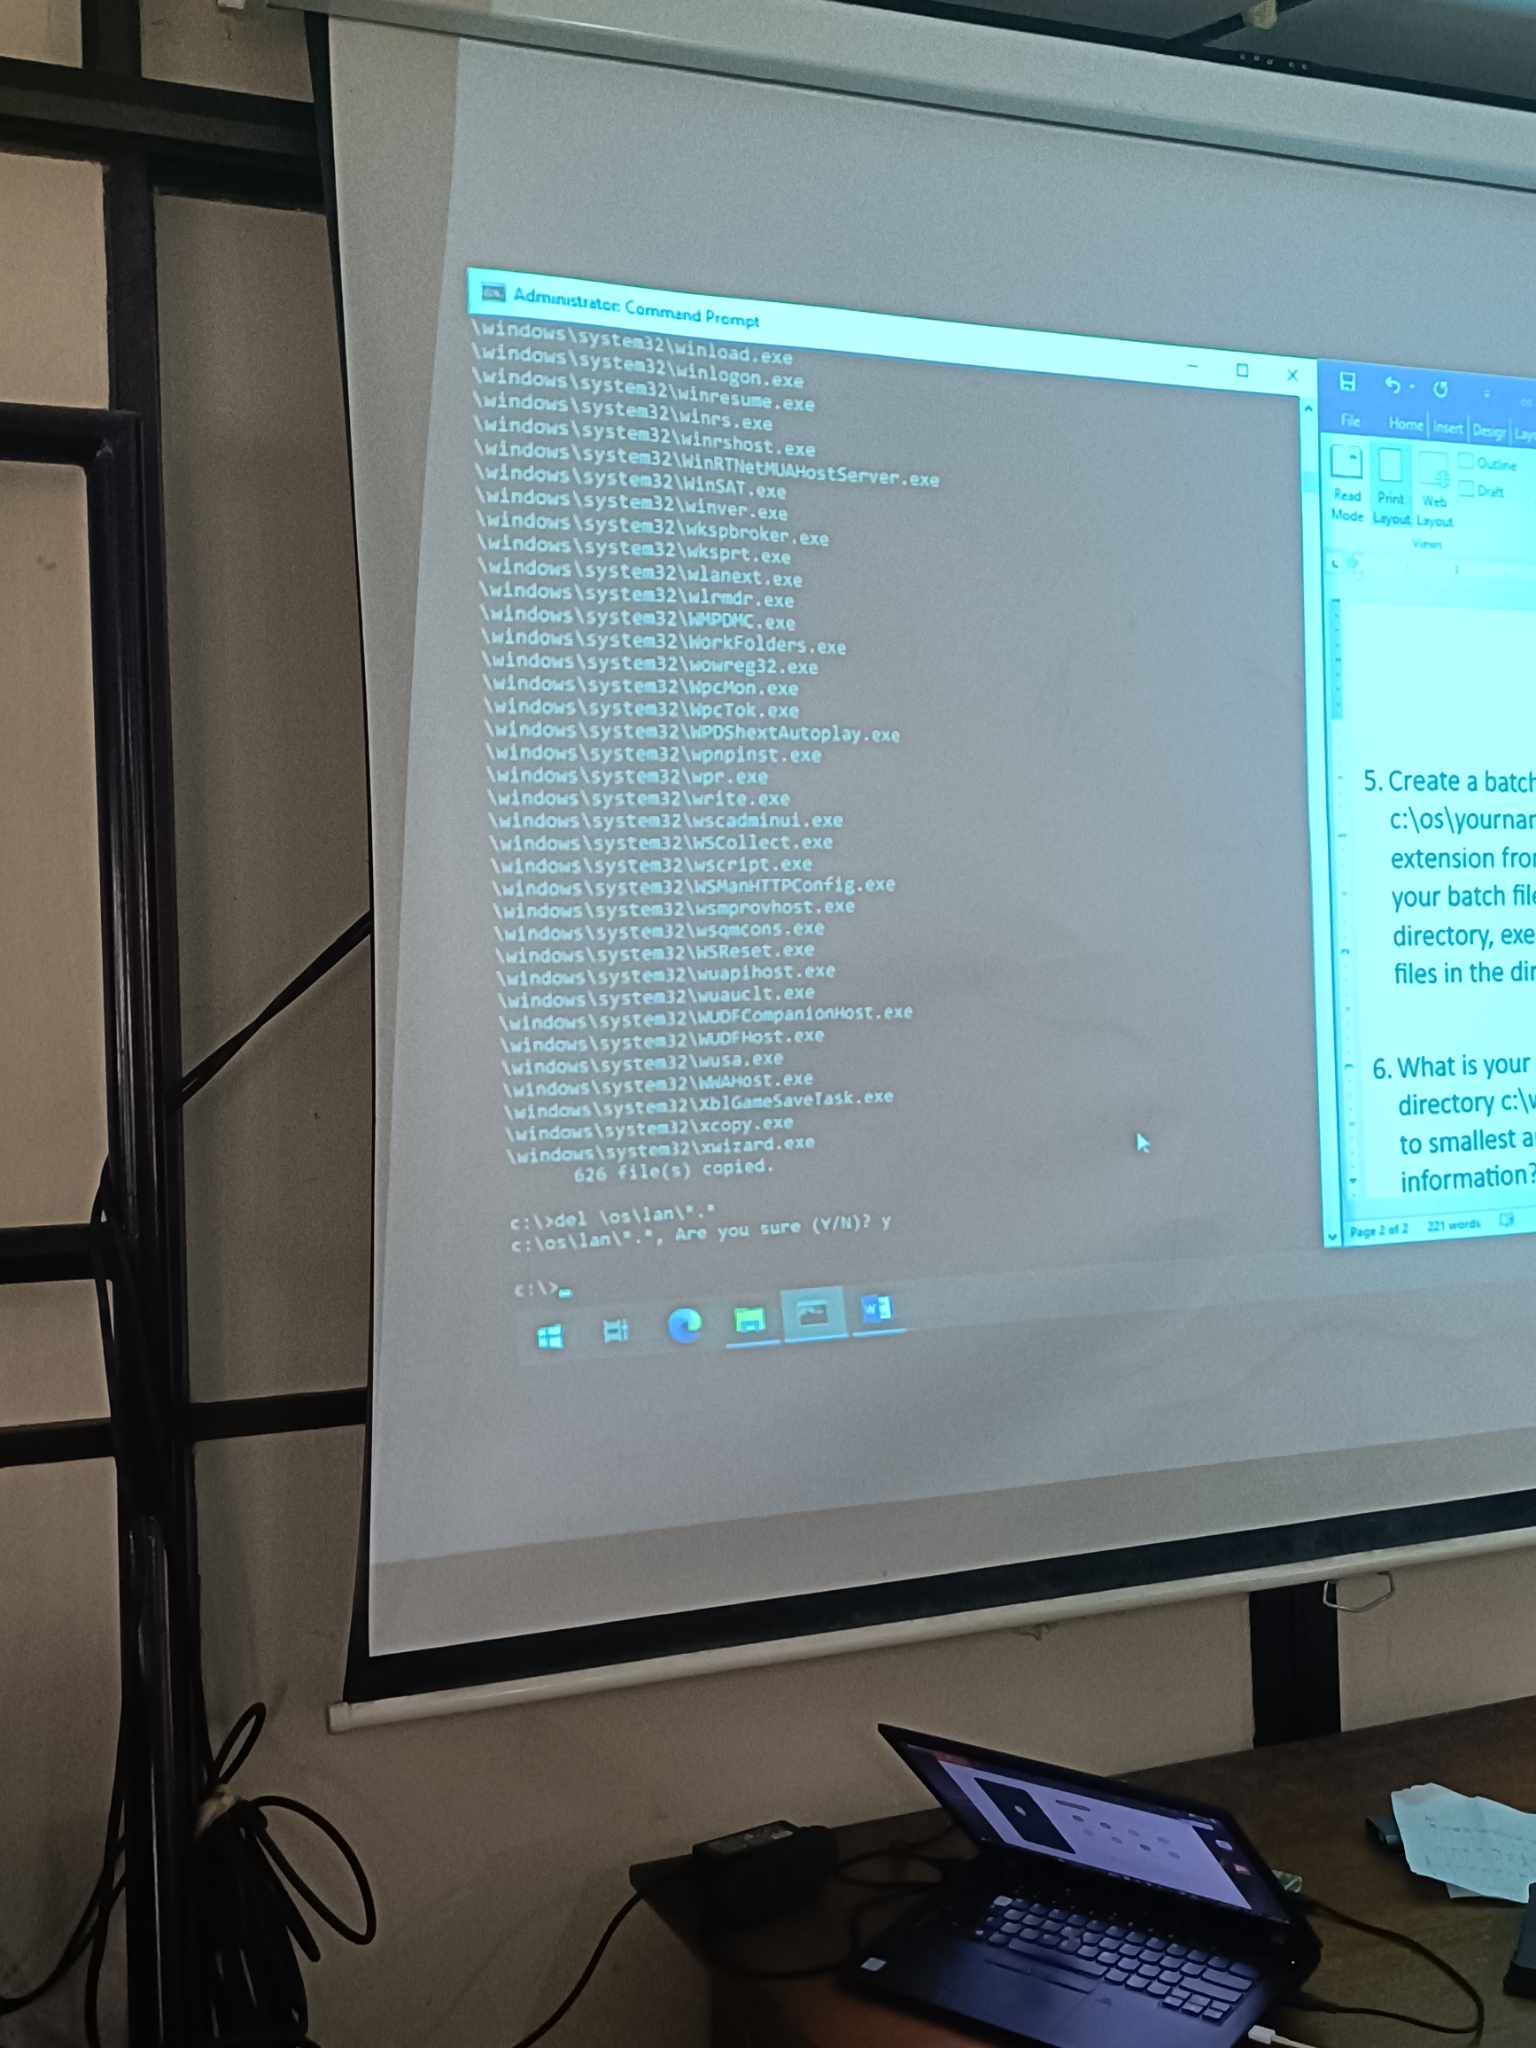 Administrator: Command Prompt
\windows\system32\winload.exe
\windows\system32\winlogon.exe
\windows\system32\winresume.exe
\windows\system32\winrs.exe
\windows\system32\winrshost.exe
\windows\system32\WinRTNetMUAHostServer.exe
\windows\system32\WinSAT.exe
\windows\system32\winver.exe
\windows\system32\wkspbroker.exe
\windows\system32\wksprt.exe
\windows\system32\wlanext.exe
\windows\system32\wlrmdr.exe
\windows\system32\WMPDMC.exe
\windows\system32\WorkFolders.exe
\windows\system32\wowreg32.exe
\windows\system32\WpcMon.exe
\windows\system32\WpcTok.exe
\windows\system32\WPDShextAutoplay.exe
\windows\system32\wpnpinst.exe
\windows\system32\wpr.exe
\windows\system32\write.exe
\windows\system32\wscadminui.exe
\windows\system32\WSCollect.exe
\windows\system32\wscript.exe
\windows\system32\WSManHTTPConfig.exe
\windows\system32\wsmprovhost.exe
\windows\system32\wsqmcons.exe
\windows\system32\WSReset.exe
\windows\system32\wuapihost.exe
\windows\system32\wuauclt.exe
\windows\system32\WUDFCompanionHost.exe
\windows\system32\WUDFHost.exe
\windows\system32\wusa.exe
\windows\system32\WWAHost.exe
\windows\system32\XblGameSaveTask.exe
\windows\system32\xcopy.exe
\windows\system32\xwizard.exe
626 file(s) copied.
c:\>del \os\lan\*.*
c:\os\lan\*.*, Are you sure (Y/N)? y
c:\>
File Home Insert Design Lay
Read Mode
Print Layout
Web Layout
Outline
Draft
Views
5. Create a batch
c:\os\yournam
extension fro
your batch file
directory, exe
files in the dir
6. What is your
directory c:\w
to smallest a
information?
Page 2 of 2 221 words